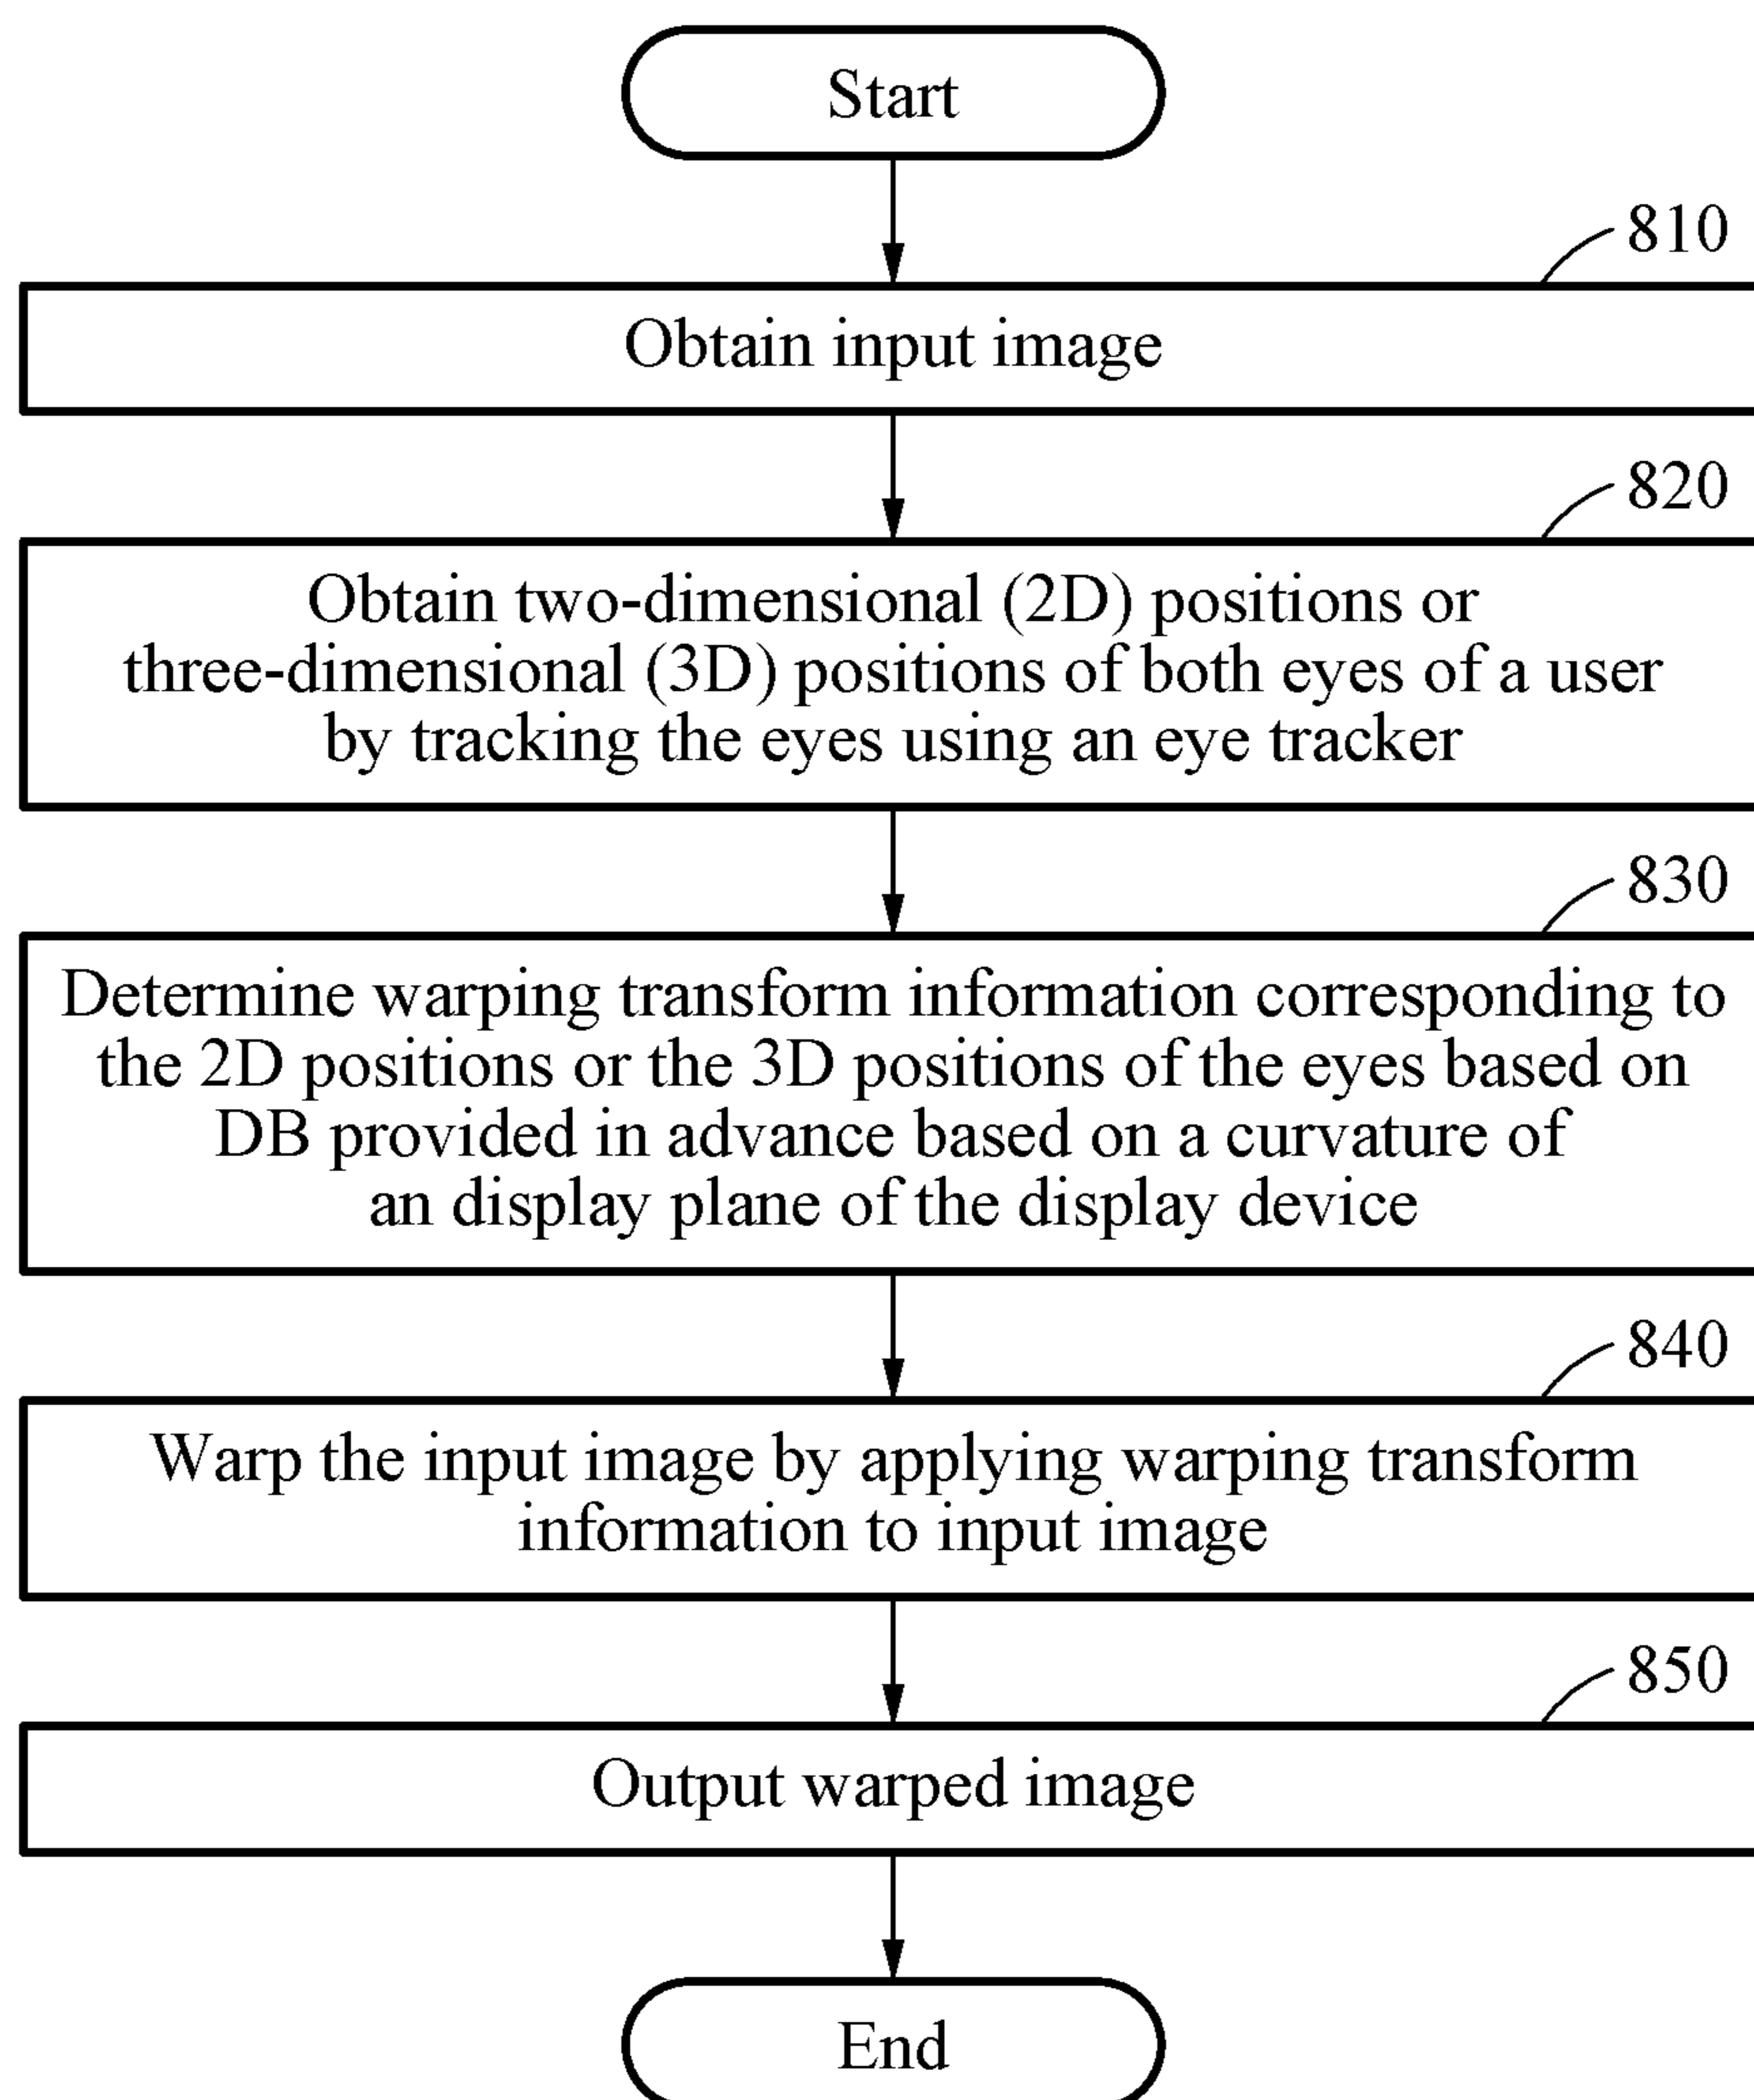 Start
810
Obtain input image
820
Obtain two-dimensional (2D) positions or
three-dimensional (3D) positions of both eyes of a user
by tracking the eyes using an eye tracker
830
Determine warping transform information corresponding to
the 2D positions or the 3D positions of the eyes based on
DB provided in advance based on a curvature of
an display plane of the display device
840
Warp the input image by applying warping transform
information to input image
850
Output warped image
End